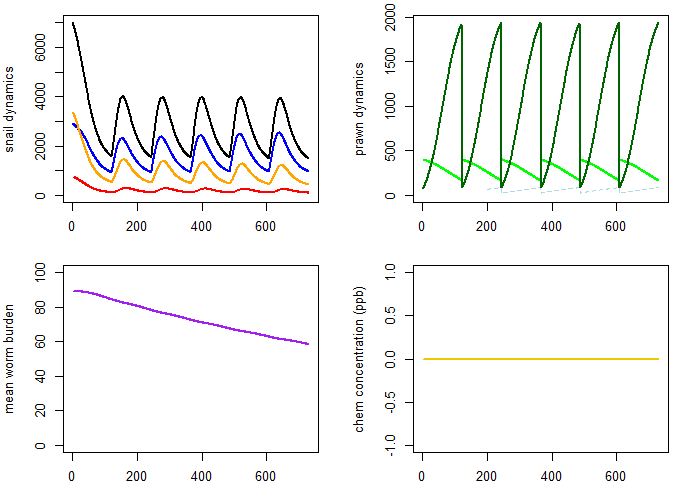 snail dynamics
0 2000 4000 6000
0 200 400 600
prawn dynamics
0 500 1000 1500 2000
0 200 400 600
mean worm burden
0 20 40 60 80 100
0 200 400 600
chem concentration (ppb)
-1.0 -0.5 0.0 0.5 1.0
0 200 400 600